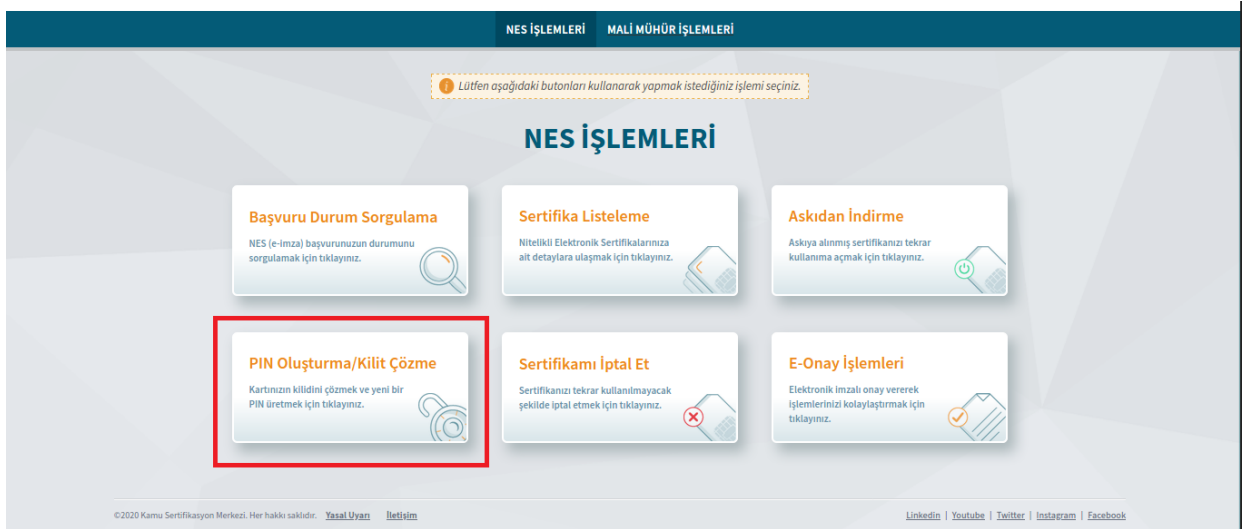 NES İŞLEMLERİ MALİ MÜHÜR İŞLEMLERİ
i Lütfen aşağıdaki butonları kullanarak yapmak istediğiniz işlemi seçiniz.
NES İŞLEMLERİ
Başvuru Durum Sorgulama
NES (e-imza) başvurunuzun durumunu
sorgulamak için tıklayınız.
Sertifika Listeleme
Nitelikli Elektronik Sertifikalarınıza
ait detaylara ulaşmak için tıklayınız.
Askıdan İndirme
Askıya alınmış sertifikanızı tekrar
kullanıma açmak için tıklayınız.
PIN Oluşturma/Kilit Çözme
Kartınızın kilidini çözmek ve yeni bir
PIN üretmek için tıklayınız.
Sertifikamı İptal Et
Sertifikanızı tekrar kullanılmayacak
şekilde iptal etmek için tıklayınız.
E-Onay İşlemleri
Elektronik imzalı onay vererek
işlemlerinizi kolaylaştırmak için
tıklayınız.
©2020 Kamu Sertifikasyon Merkezi. Her hakkı saklıdır. Yasal Uyarı İletişim
Linkedin | Youtube | Twitter | Instagram | Facebook